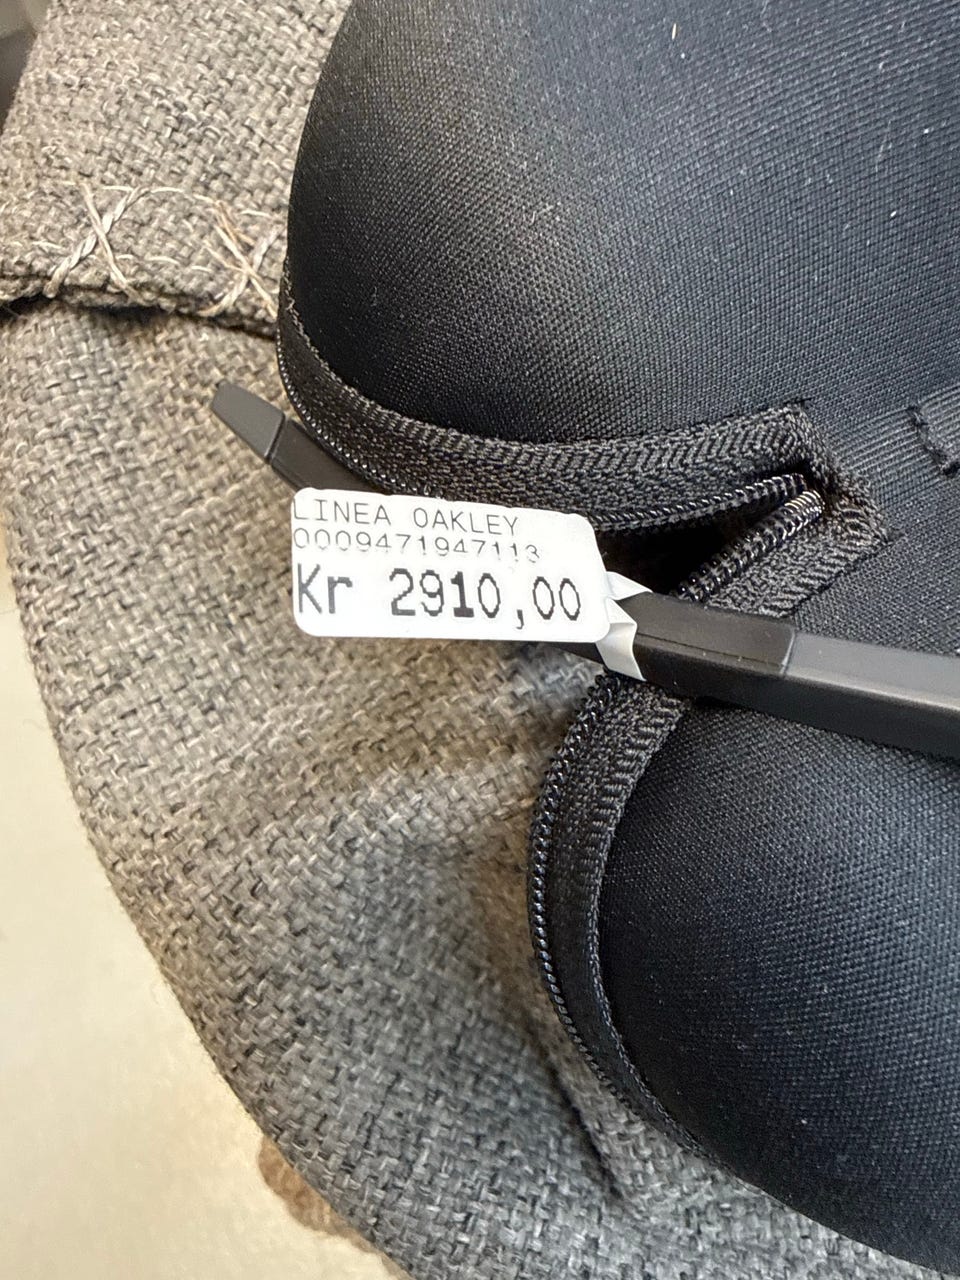 LINEA OAKLEY
0009471947113
Kr 2910,00